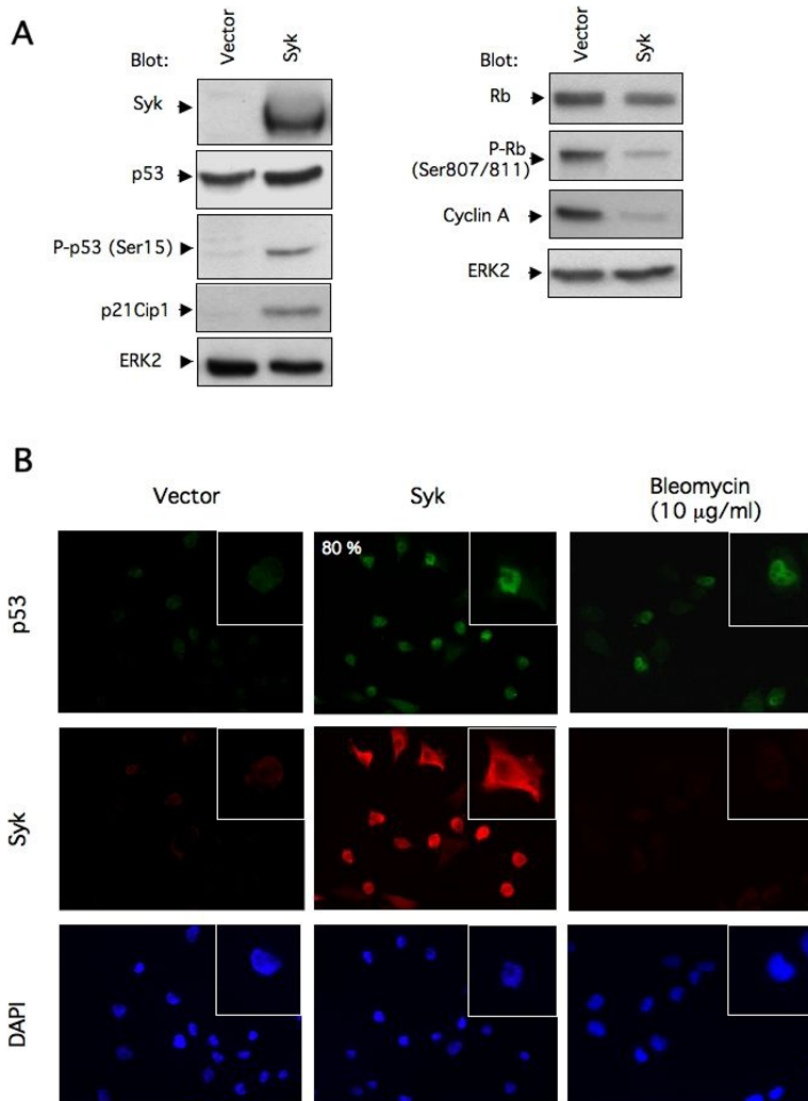 A
Blot:
Vector
Syk
Syk
p53
P-p53 (Ser15)
p21Cip1
ERK2
Blot:
Vector
Syk
Rb
P-Rb
(Ser807/811)
Cyclin A
ERK2
B
Vector
Syk
Bleomycin
(10 μg/ml)
p53
80 %
Syk
DAPI